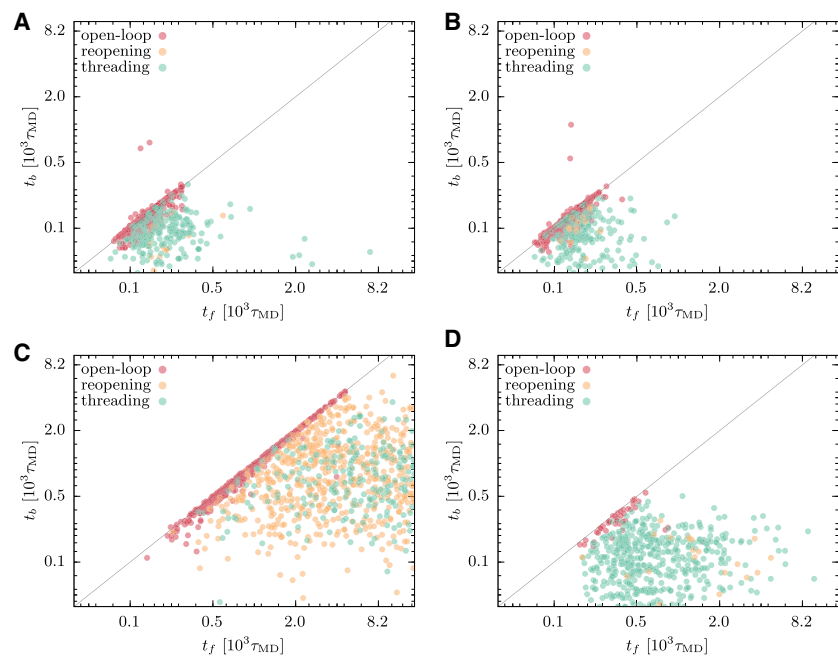 A
8.2
2.0
0.5
0.1
t_b [10^3 τ_MD]
open-loop
reopening
threading
0.1 0.5 2.0 8.2
t_f [10^3 τ_MD]
B
8.2
2.0
0.5
0.1
t_b [10^3 τ_MD]
open-loop
reopening
threading
0.1 0.5 2.0 8.2
t_f [10^3 τ_MD]
C
8.2
2.0
0.5
0.1
t_b [10^3 τ_MD]
open-loop
reopening
threading
0.1 0.5 2.0 8.2
t_f [10^3 τ_MD]
D
8.2
2.0
0.5
0.1
t_b [10^3 τ_MD]
open-loop
reopening
threading
0.1 0.5 2.0 8.2
t_f [10^3 τ_MD]